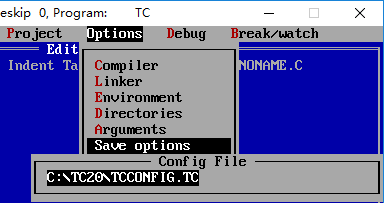 eskip 0, Program: TC
Project Options Debug Break/watch
Edit
Indent Ta NONAME.C
Compiler
Linker
Environment
Directories
Arguments
Save options
Config File
C:\TC20\TCCONFIG.TC